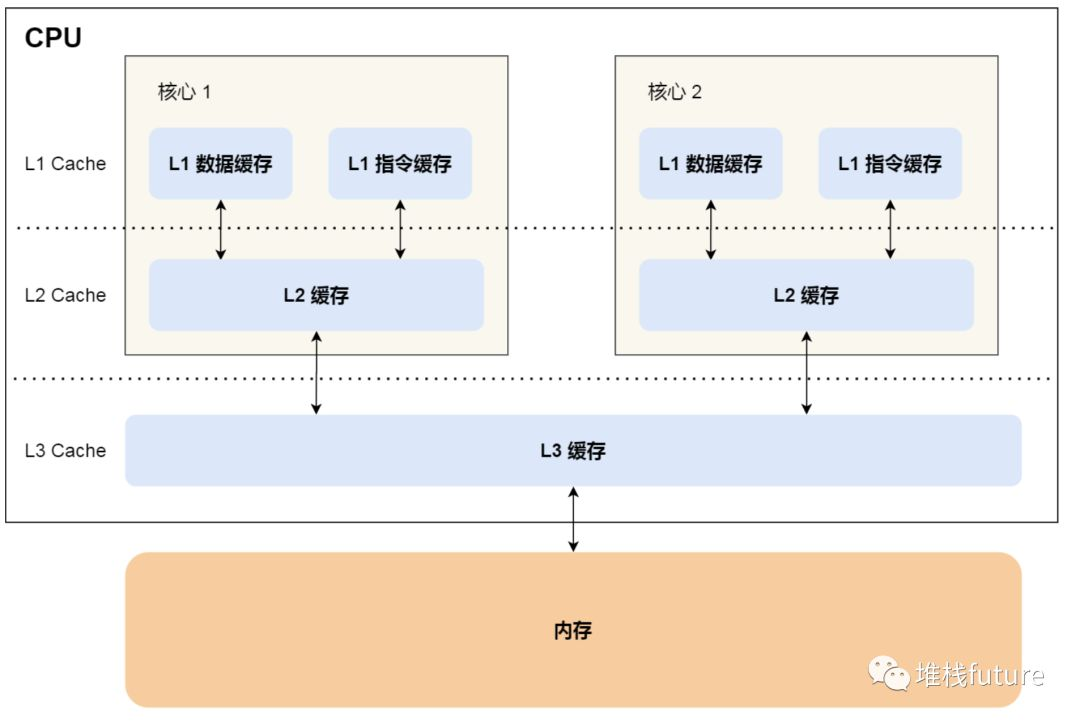 CPU
核心 1
核心 2
L1 Cache
L1 数据缓存
L1 指令缓存
L1 数据缓存
L1 指令缓存
L2 Cache
L2 缓存
L2 缓存
L3 Cache
L3 缓存
内存
堆栈future